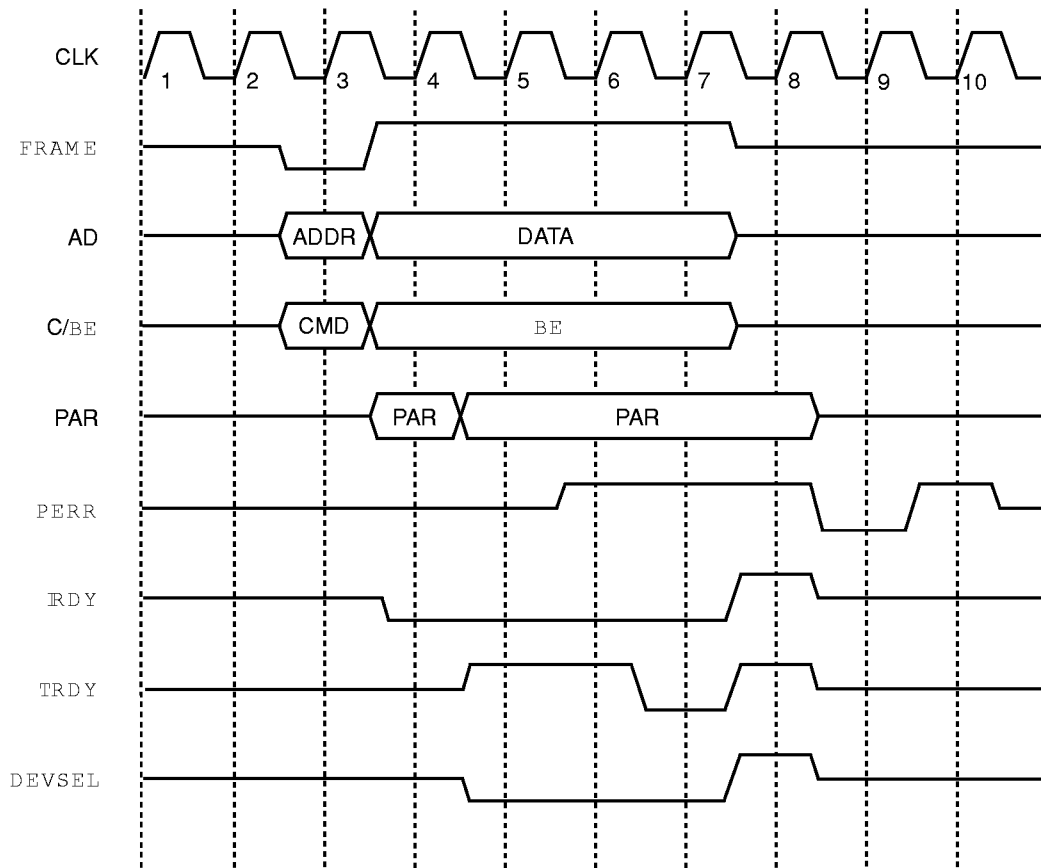 CLK
1 2 3 4 5 6 7 8 9 10
FRAME
AD ADDR DATA
C/BE CMD BE
PAR PAR PAR
PERR
IRDY
TRDY
DEVSEL